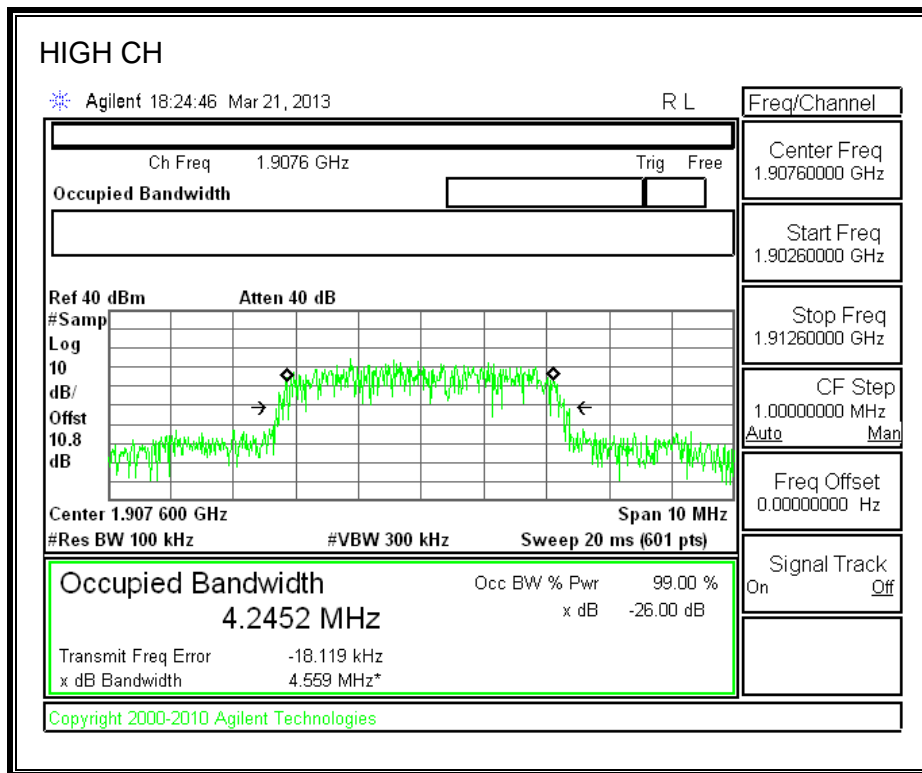 HIGH CH
Agilent 18:24:46 Mar 21, 2013 R L
Freq/Channel
Ch Freq 1.9076 GHz Trig Free
Occupied Bandwidth
Center Freq
1.90760000 GHz
Start Freq
1.90260000 GHz
Stop Freq
1.91260000 GHz
CF Step
1.00000000 MHz
Auto Man
Freq Offset
0.00000000 Hz
Signal Track
On Off
Ref 40 dBm Atten 40 dB
#Samp
Log
10
dB/
Offst
10.8
dB
Center 1.907 600 GHz Span 10 MHz
#Res BW 100 kHz #VBW 300 kHz Sweep 20 ms (601 pts)
Occupied Bandwidth Occ BW % Pwr 99.00 %
4.2452 MHz x dB -26.00 dB
Transmit Freq Error -18.119 kHz
x dB Bandwidth 4.559 MHz*
Copyright 2000-2010 Agilent Technologies